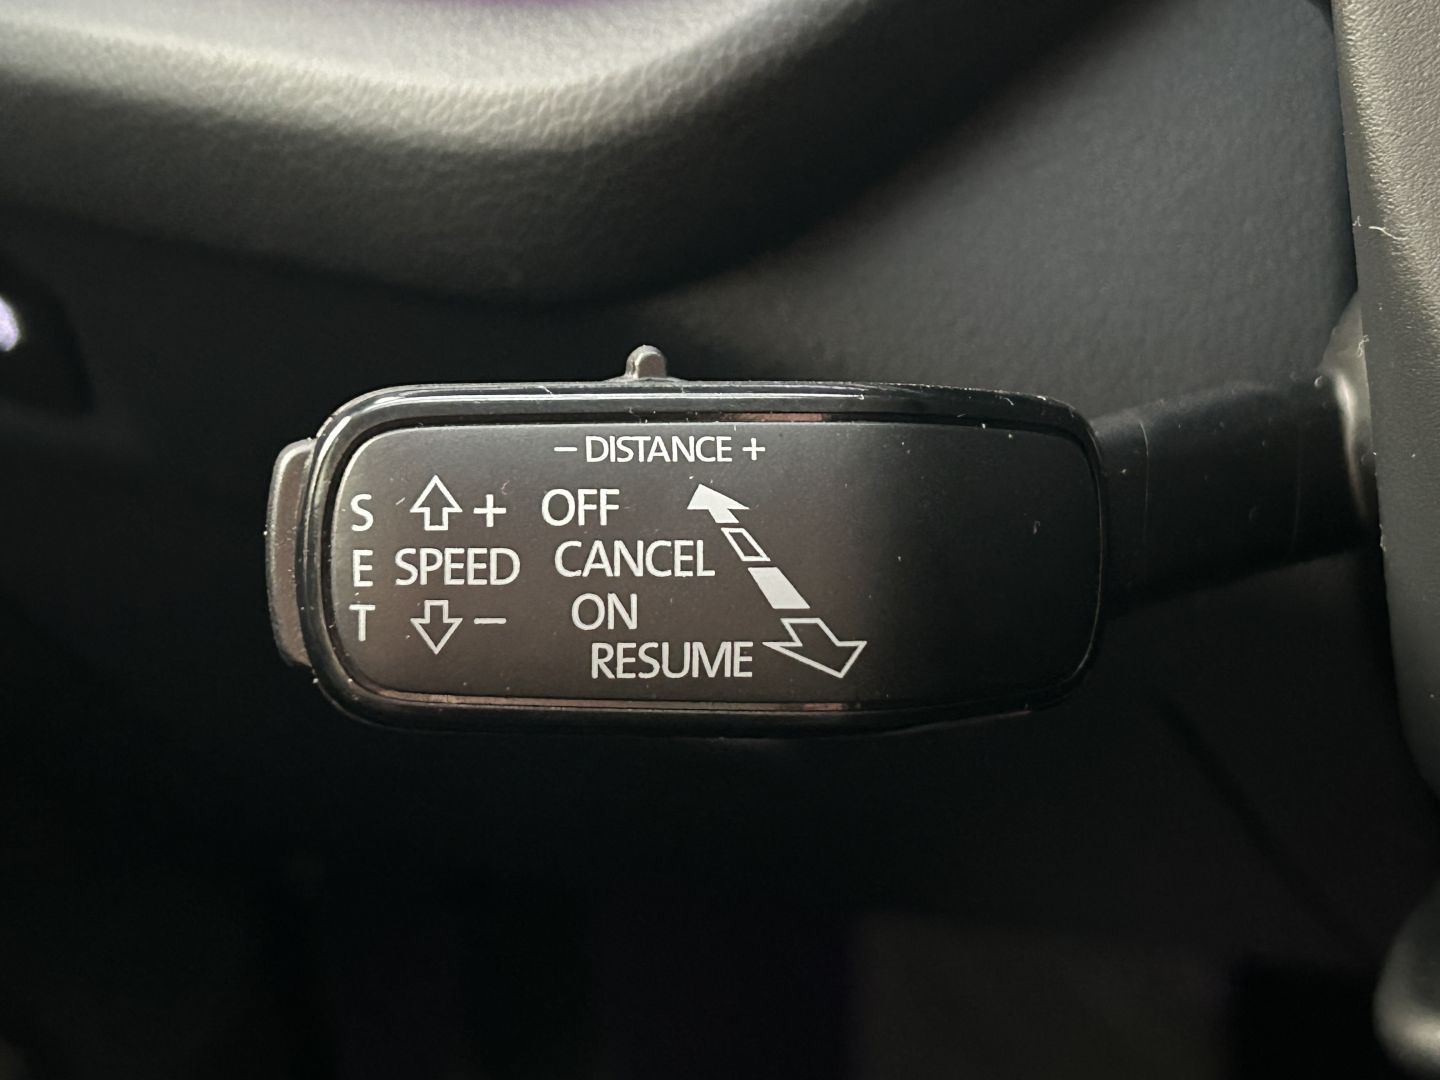 − DISTANCE +
S + OFF
E SPEED CANCEL
T − ON
RESUME